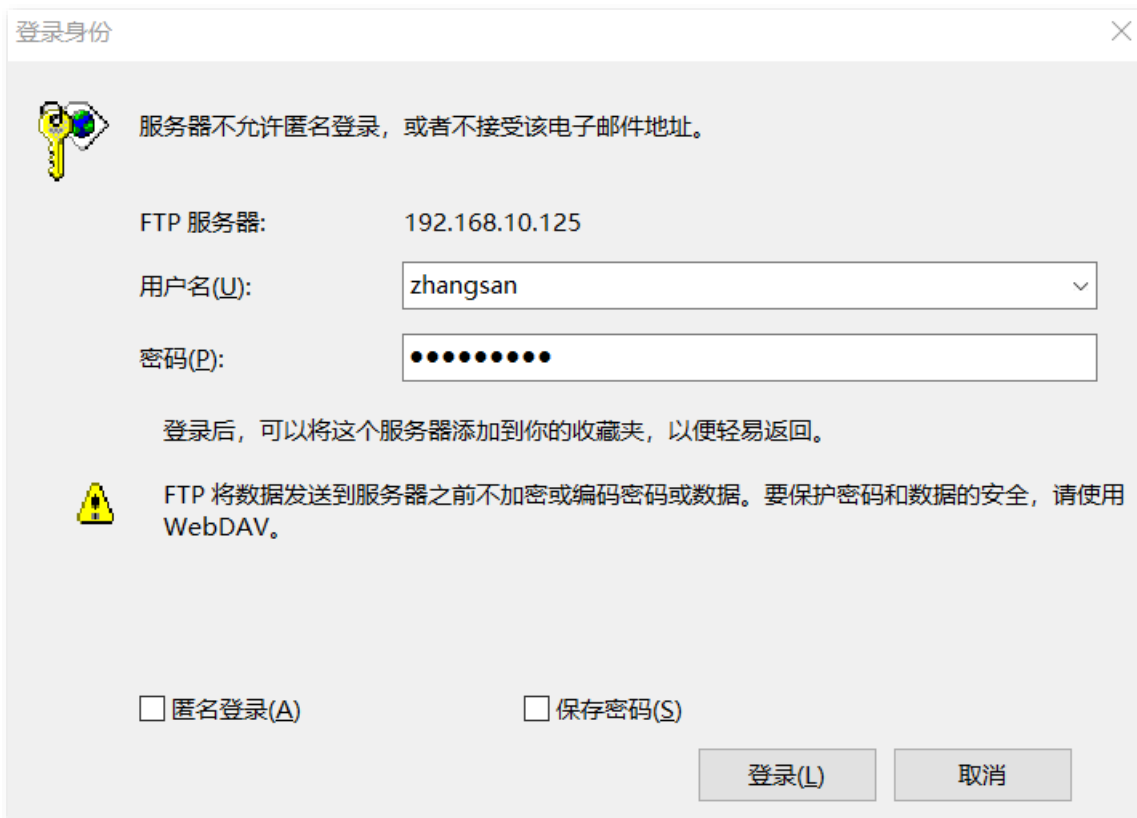 登录身份
服务器不允许匿名登录，或者不接受该电子邮件地址。
FTP 服务器: 192.168.10.125
用户名(U): zhangsan
密码(P): ●●●●●●●●●
登录后，可以将这个服务器添加到你的收藏夹，以便轻易返回。
FTP 将数据发送到服务器之前不加密或编码密码或数据。要保护密码和数据的安全，请使用
WebDAV。
匿名登录(A) 保存密码(S)
登录(L) 取消